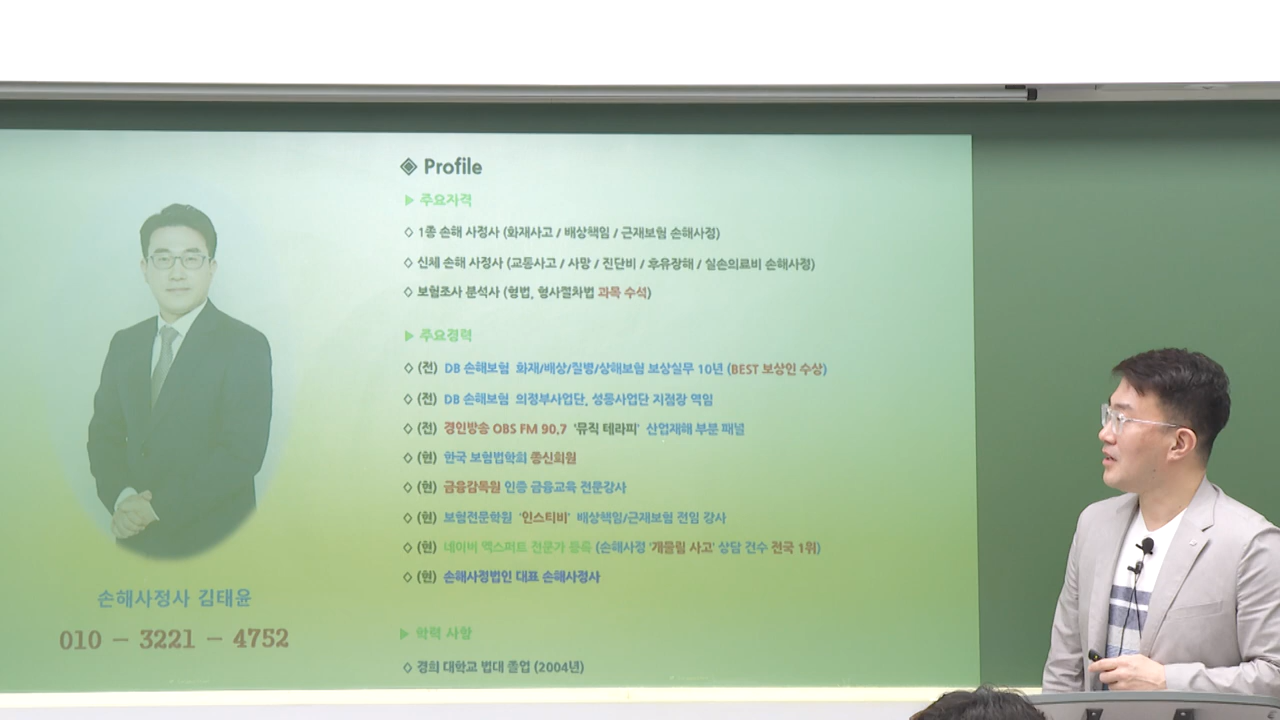 ◈ Profile
▶ 주요자격
◇ 1종 손해 사정사 (화재사고 / 배상책임 / 근재보험 손해사정)
◇ 신체 손해 사정사 (교통사고 / 사망 / 진단비 / 후유장해 / 실손의료비 손해사정)
◇ 보험조사 분석사 (형법, 형사절차법 과목 수석)
▶ 주요경력
◇ (전) DB 손해보험 화재/배상/질병/상해보험 보상실무 10년 (BEST 보상인 수상)
◇ (전) DB 손해보험 의정부사업단, 성동사업단 지점장 역임
◇ (전) 경인방송 OBS FM 90.7 '뮤직 테라피' 산업재해 부분 패널
◇ (현) 한국 보험법학회 종신회원
◇ (현) 금융감독원 인증 금융교육 전문강사
◇ (현) 보험전문학원 '인스티비' 배상책임/근재보험 전임 강사
◇ (현) 네이버 엑스퍼트 전문가 등록 (손해사정 '개물림 사고' 상담 건수 전국 1위)
◇ (현) 손해사정법인 대표 손해사정사
▶ 학력 사항
◇ 경희 대학교 법대 졸업 (2004년)
손해사정사 김태윤
010 - 3221 - 4752